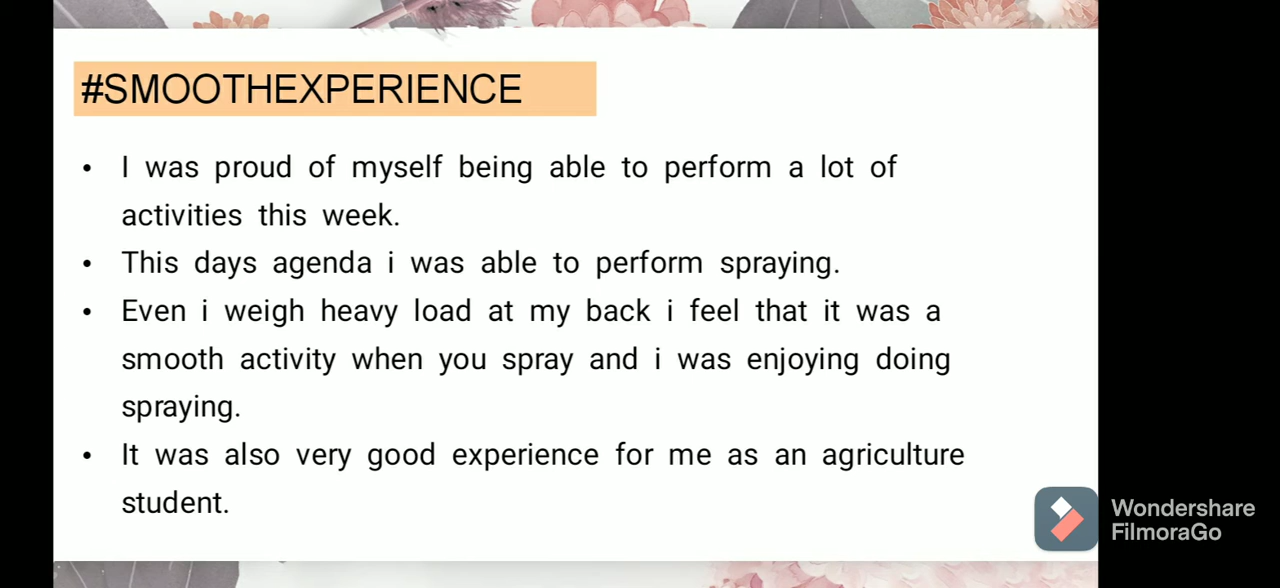 #SMOOTHEXPERIENCE
• I was proud of myself being able to perform a lot of
activities this week.
• This days agenda i was able to perform spraying.
• Even i weigh heavy load at my back i feel that it was a
smooth activity when you spray and i was enjoying doing
spraying.
• It was also very good experience for me as an agriculture
student.
Wondershare
FilmoraGo